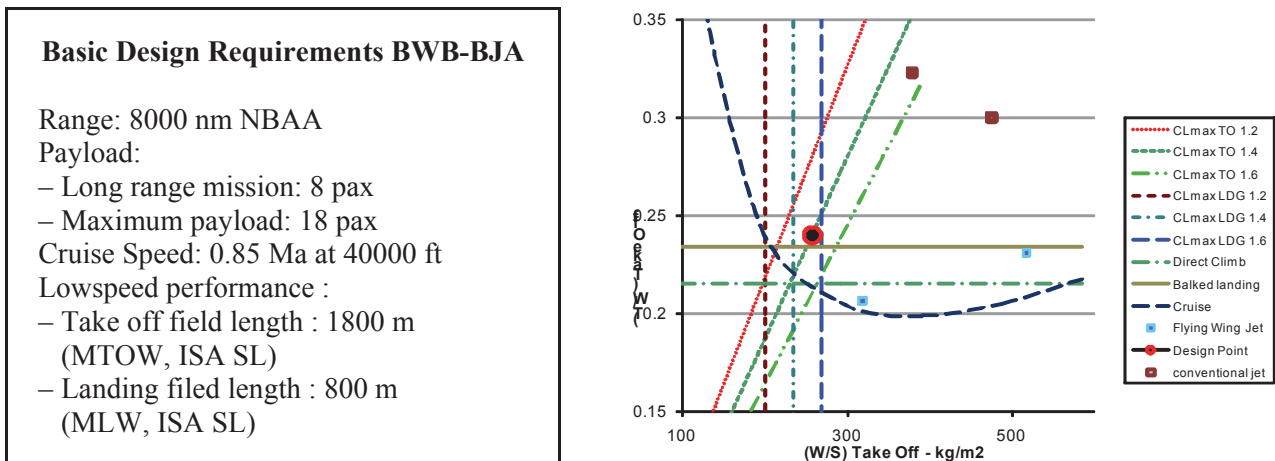 Basic Design Requirements BWB-BJA
Range: 8000 nm NBAA
Payload:
– Long range mission: 8 pax
– Maximum payload: 18 pax
Cruise Speed: 0.85 Ma at 40000 ft
Lowspeed performance :
– Take off field length : 1800 m
(MTOW, ISA SL)
– Landing filed length : 800 m
(MLW, ISA SL)
0.35
0.3
0.25
0.2
0.15
100
300
500
(W/S) Take Off - kg/m2
CLmax TO 1.2
CLmax TO 1.4
CLmax TO 1.6
CLmax LDG 1.2
CLmax LDG 1.4
CLmax LDG 1.6
Direct Climb
Balked landing
Cruise
Flying Wing Jet
Design Point
conventional jet